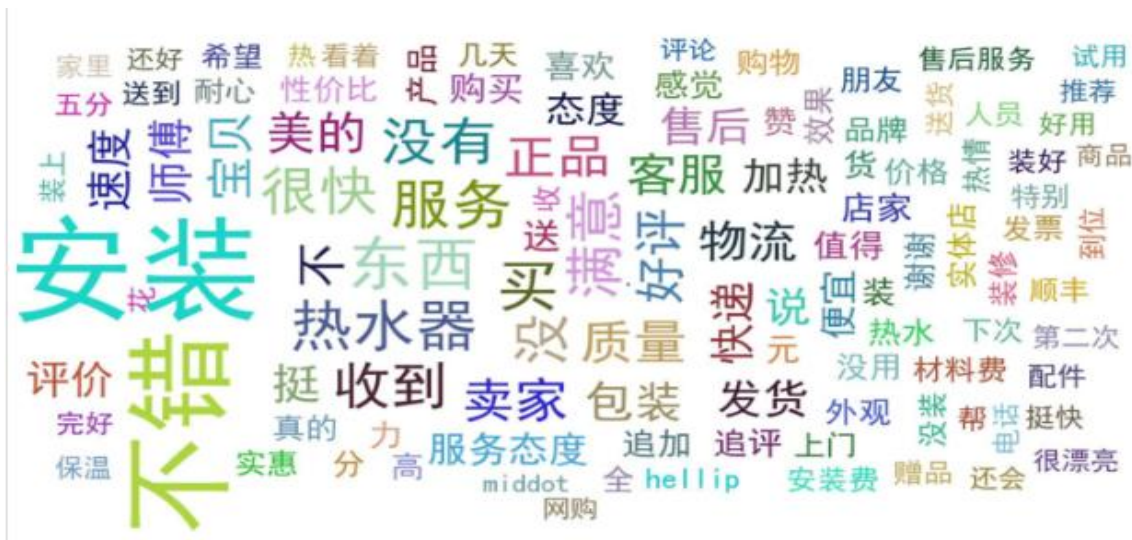 家里 还好 希望 热 看着 产品 几天 喜欢 评论 购物 售后服务 试用
五分 送到 耐心 性价比 购买 态度 感觉 效果 朋友 送货 推荐
装上 速度 师傅 宝贝 美的 没有 正品 售后 赞 品牌 人员 好用
很快 服务 收 满意 客服 加热 货 价格 热情 装好 商品
安装 花 不 东西 送 好评 物流 值得 店家 谢谢 实体店 特别 发票 到位
热水器 买 快递 说 便宜 装 装修 顺丰
不错 没 质量 元 热水 下次 第二次
评价 挺 收到 卖家 包装 发货 没用 材料费 配件
完好 真的 力 服务态度 追加 追评 上门 外观 没装 帮 电话 挺快
保温 实惠 分 高 middot 全 hellip 安装费 赠品 还会 很漂亮
网购